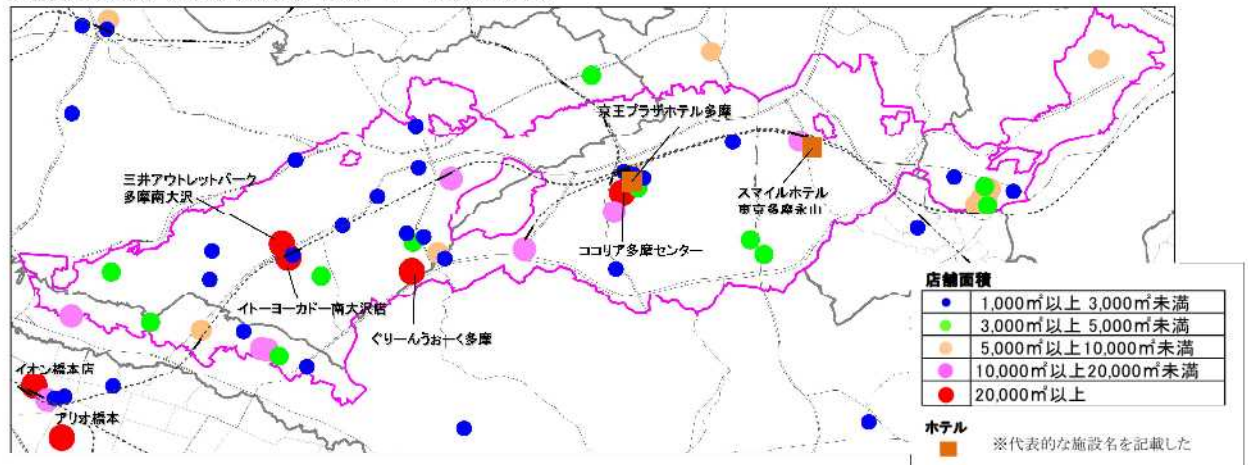 京王プラザホテル多摩
三井アウトレットパーク
多摩南大沢
スマイルホテル
東京多摩永山
ココリア多摩センター
イトーヨーカドー南大沢店
ぐりーんうぉーく多摩
イオン橋本店
アリオ橋本
店舗面積
1,000㎡以上 3,000㎡未満
3,000㎡以上 5,000㎡未満
5,000㎡以上10,000㎡未満
10,000㎡以上20,000㎡未満
20,000㎡以上
ホテル
※代表的な施設名を記載した